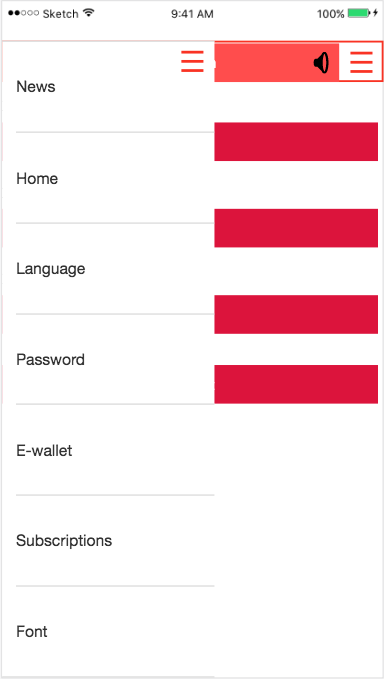 Sketch 9:41 AM 100%
News
Home
Language
Password
E-wallet
Subscriptions
Font